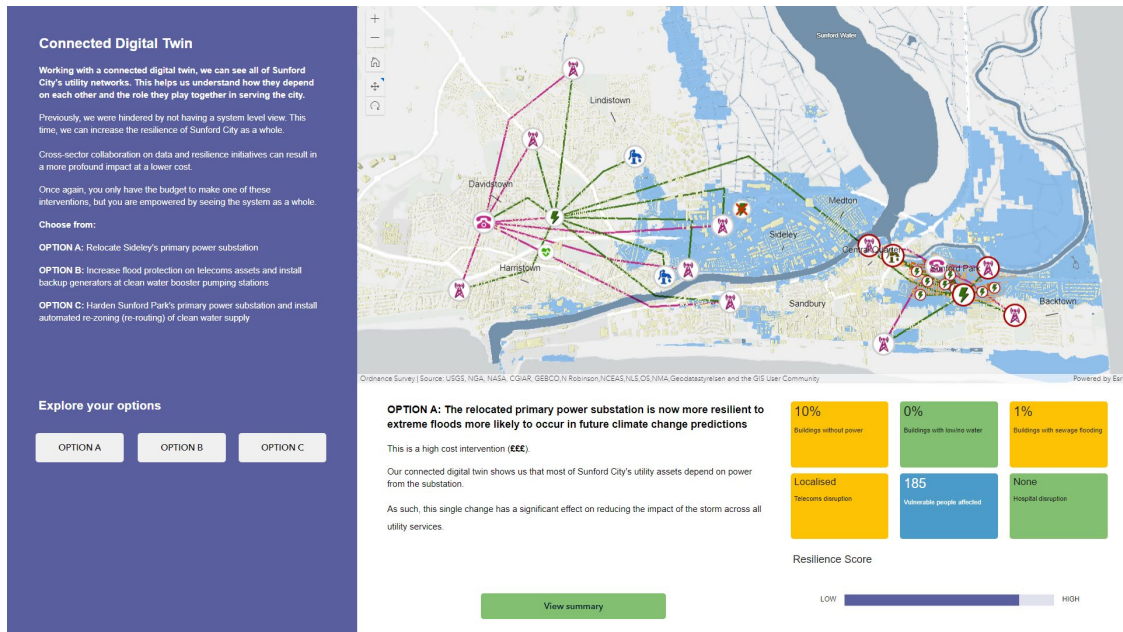 Connected Digital Twin
Working with a connected digital twin, we can see all of Sunford
City's utility networks. This helps us understand how they depend
on each other and the role they play together in serving the city.
Previously, we were hindered by not having a system level view. This
time, we can increase the resilience of Sunford City as a whole.
Cross-sector collaboration on data and resilience initiatives can result in
a more profound impact at a lower cost.
Once again, you only have the budget to make one of these
interventions, but you are empowered by seeing the system as a whole.
Choose from:
OPTION A: Relocate Sideley's primary power substation
OPTION B: Increase flood protection on telecoms assets and install
backup generators at clean water booster pumping stations
OPTION C: Harden Sunford Park's primary power substation and install
automated re-zoning (re-routing) of clean water supply
Explore your options
OPTION A
OPTION B
OPTION C
Sunford Water
Lindistown
Davidstown
Medton
Sideley
Central Quarter
Sunford Park
Harristown
Sandbury
Backtown
Ordnance Survey | Source: USGS, NGA, NASA, CGIAR, GEBCO,N Robinson,NCEAS,NLS,OS,NMA,Geodatastyrelsen and the GIS User Community
Powered by Esri
OPTION A: The relocated primary power substation is now more resilient to
extreme floods more likely to occur in future climate change predictions
This is a high cost intervention (£££).
Our connected digital twin shows us that most of Sunford City's utility assets depend on power
from the substation.
As such, this single change has a significant effect on reducing the impact of the storm across all
utility services.
View summary
10%
Buildings without power
0%
Buildings with low/no water
1%
Buildings with sewage flooding
Localised
Telecoms disruption
185
Vulnerable people affected
None
Hospital disruption
Resilience Score
LOW
HIGH